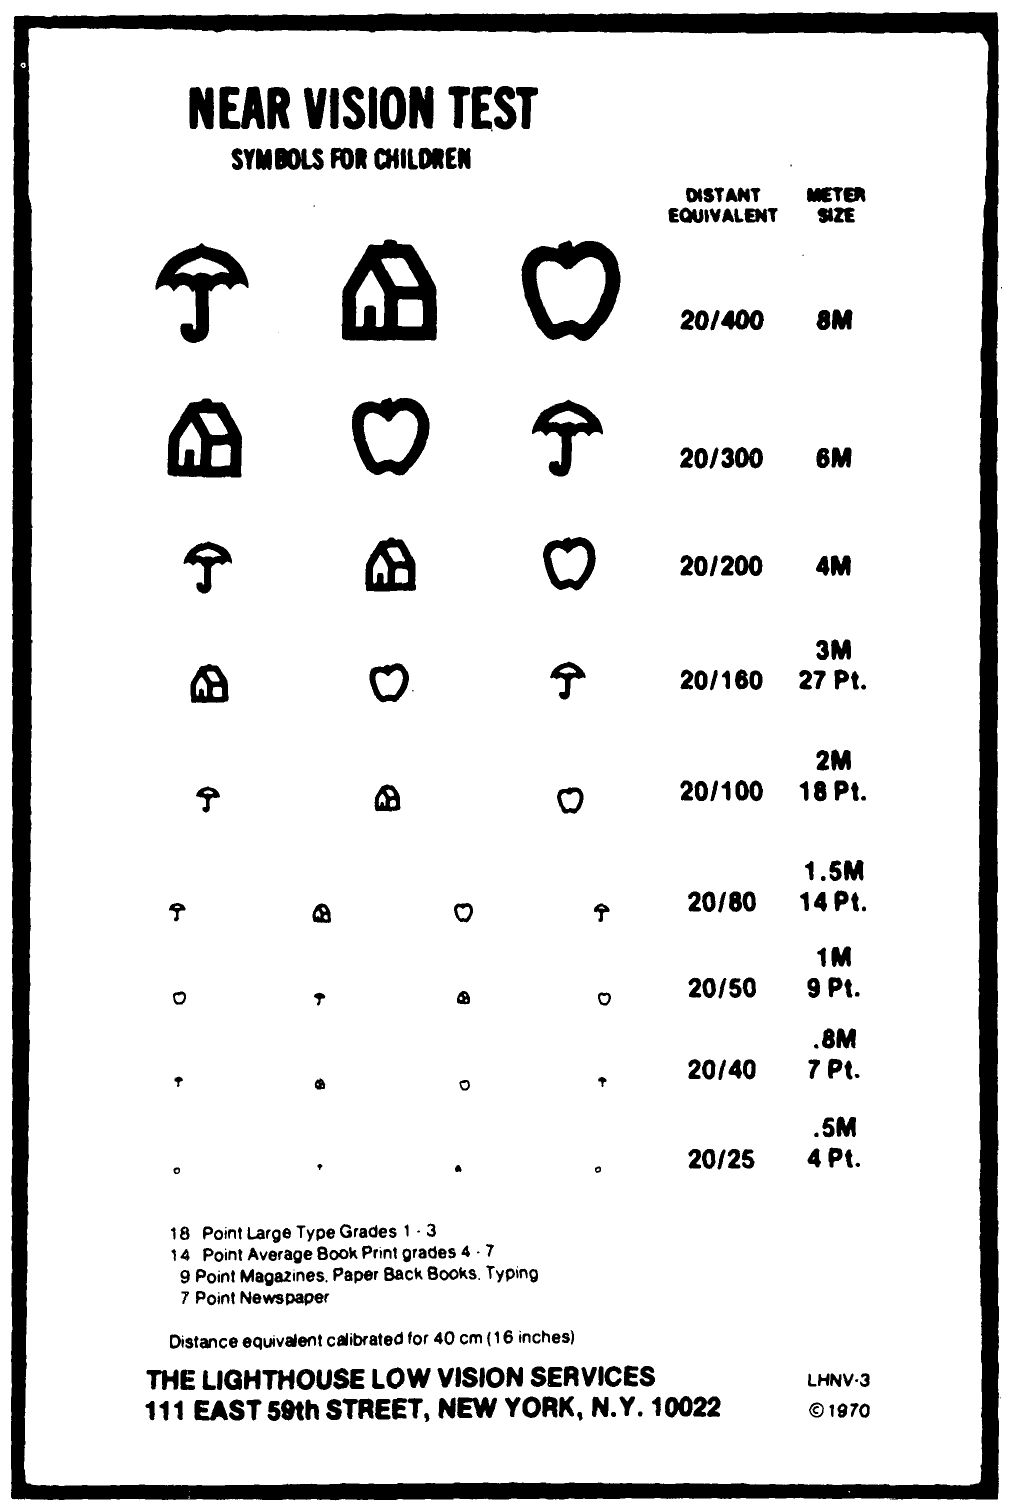 NEAR VISION TEST
SYMBOLS FOR CHILDREN
DISTANT EQUIVALENT
METER SIZE
20/400 8M
20/300 6M
20/200 4M
3M
20/160 27 Pt.
2M
20/100 18 Pt.
1.5M
20/80 14 Pt.
1M
20/50 9 Pt.
.8M
20/40 7 Pt.
.5M
20/25 4 Pt.
18 Point Large Type Grades 1 - 3
14 Point Average Book Print grades 4 - 7
9 Point Magazines, Paper Back Books, Typing
7 Point Newspaper
Distance equivalent calibrated for 40 cm (16 inches)
THE LIGHTHOUSE LOW VISION SERVICES
111 EAST 59th STREET, NEW YORK, N.Y. 10022
LHNV-3
© 1970